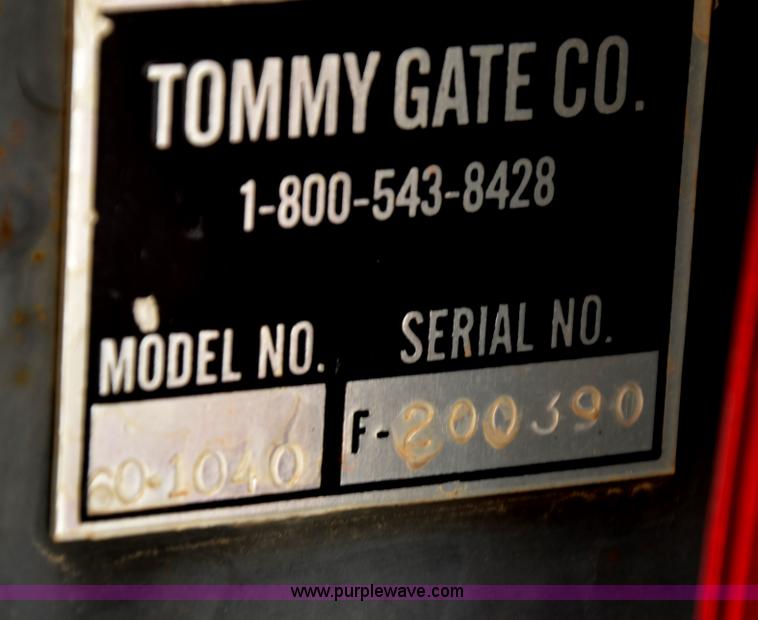 TOMMY GATE CO.
1-800-543-8428
MODEL NO. SERIAL NO.
60-1040 F-200390
www.purplewave.com